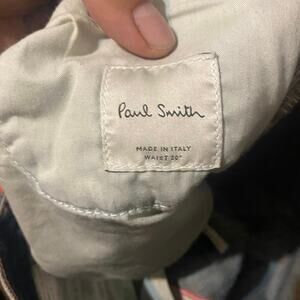 Paul Smith
MADE IN ITALY
WAIST 30"